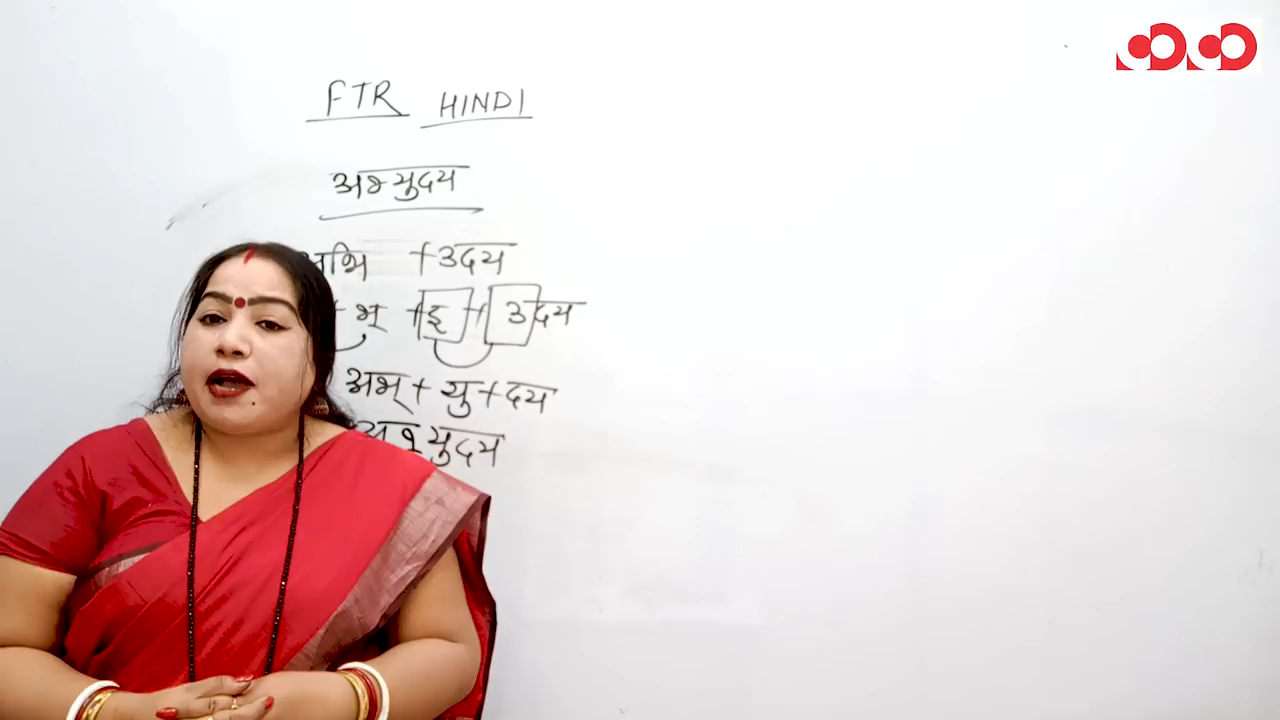 FTR HINDI
अभ्युदय
अभि + उदय
+ भ् + इ + उदय
अभ् + यु + दय
अभ्युदय